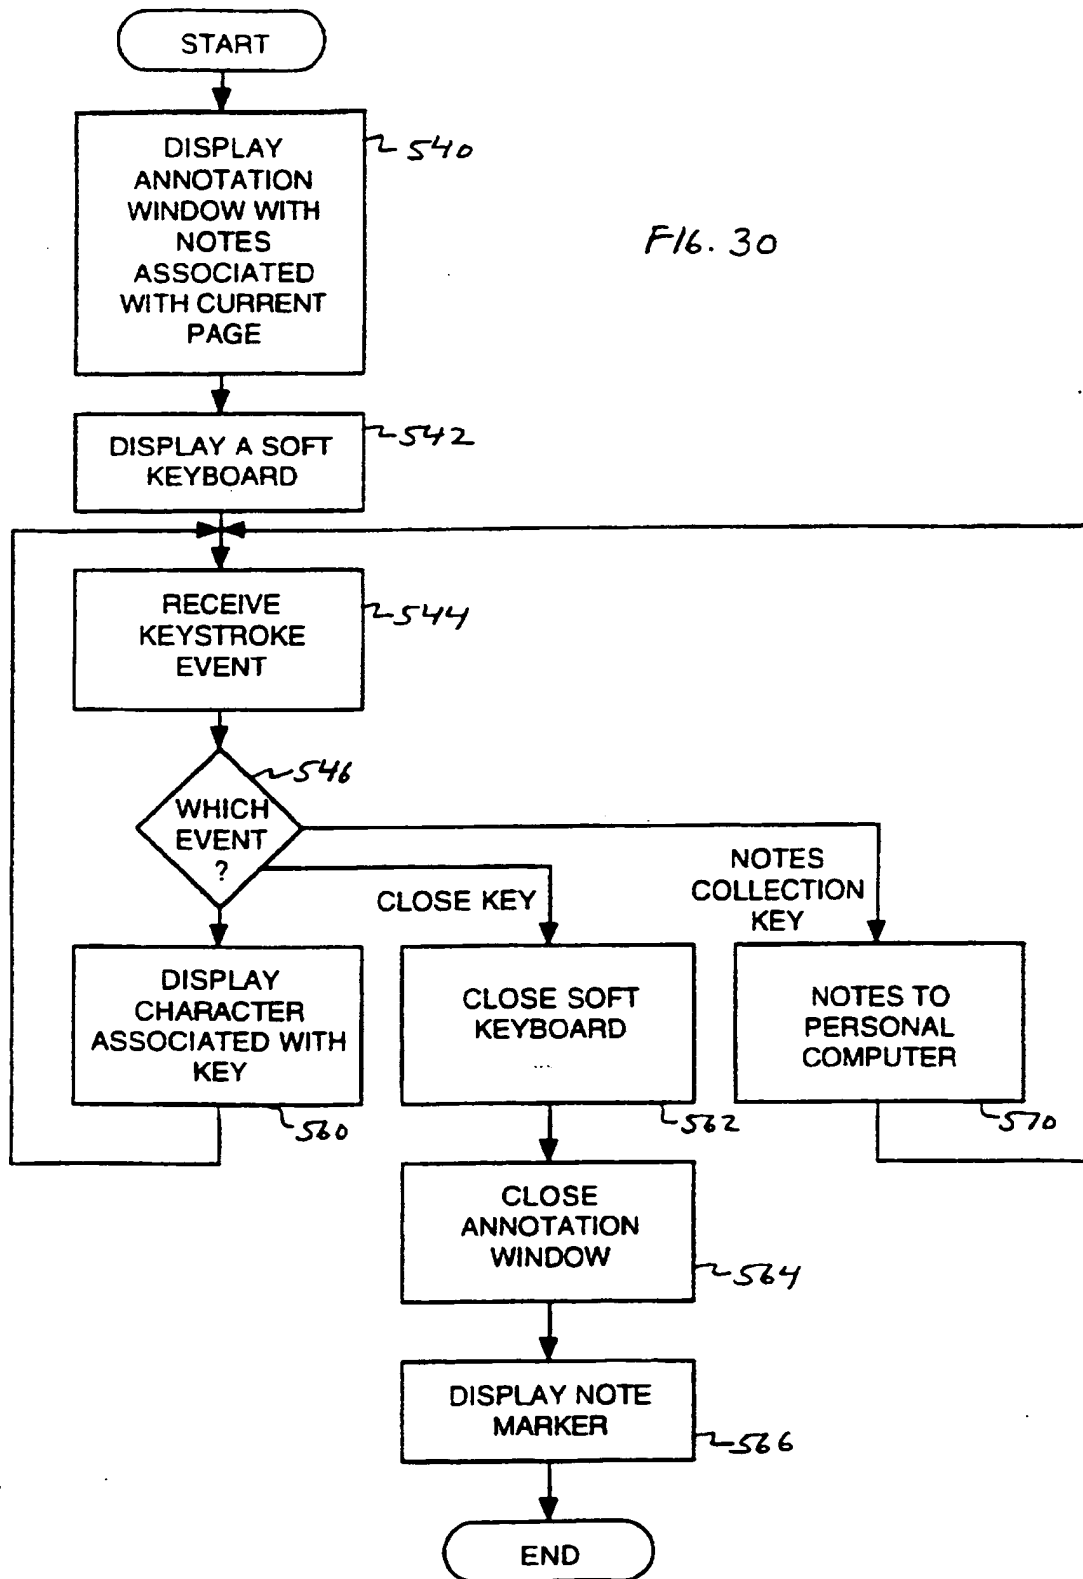 START
DISPLAY
ANNOTATION
WINDOW WITH
NOTES
ASSOCIATED
WITH CURRENT
PAGE
540
FIG. 30
DISPLAY A SOFT
KEYBOARD
542
RECEIVE
KEYSTROKE
EVENT
544
WHICH
EVENT
?
546
CLOSE KEY
NOTES
COLLECTION
KEY
DISPLAY
CHARACTER
ASSOCIATED WITH
KEY
560
CLOSE SOFT
KEYBOARD
...
562
NOTES TO
PERSONAL
COMPUTER
570
CLOSE
ANNOTATION
WINDOW
564
DISPLAY NOTE
MARKER
566
END